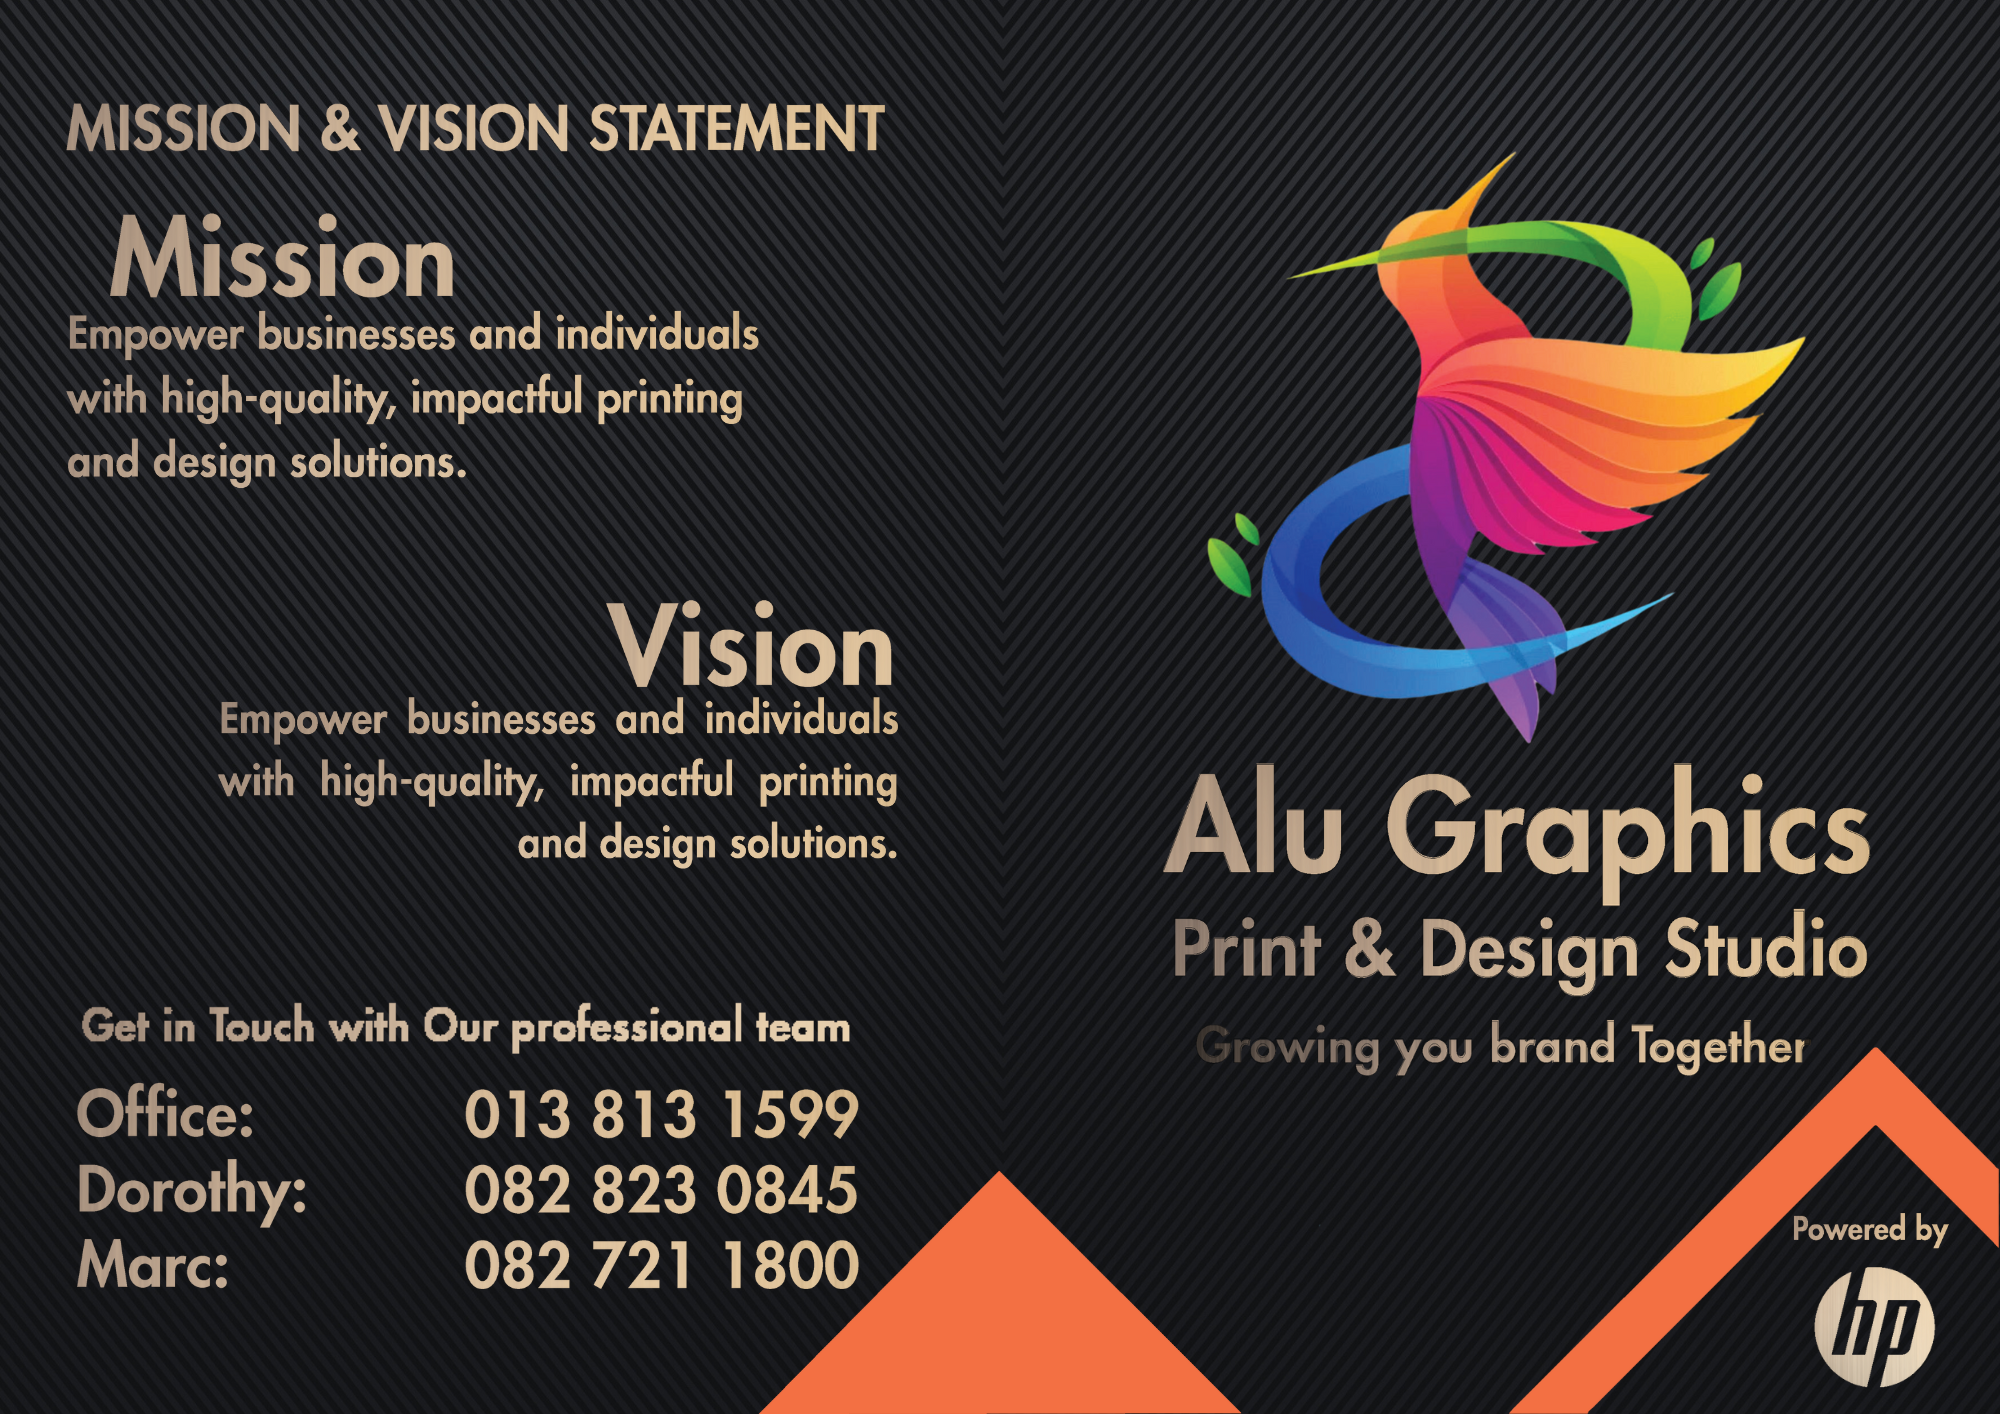 MISSION & VISION STATEMENT
Mission
Empower businesses and individuals
with high-quality, impactful printing
and design solutions.
Vision
Empower businesses and individuals
with high-quality, impactful printing
and design solutions.
Get in Touch with Our professional team
Office: 013 813 1599
Dorothy: 082 823 0845
Marc: 082 721 1800
Alu Graphics
Print & Design Studio
Growing you brand Together
Powered by
hp